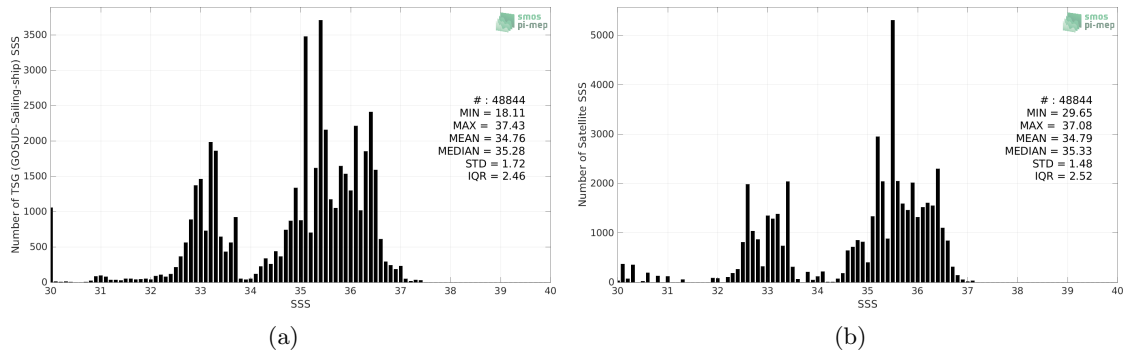 smos
pi-mep
Number of TSG (GOSUD-Sailing-ship) SSS
3500
3000
2500
2000
1500
1000
500
0
# : 48844
MIN = 18.11
MAX = 37.43
MEAN = 34.76
MEDIAN = 35.28
STD = 1.72
IQR = 2.46
30 31 32 33 34 35 36 37 38 39 40
SSS
(a)
smos
pi-mep
Number of Satellite SSS
5000
4000
3000
2000
1000
0
# : 48844
MIN = 29.65
MAX = 37.08
MEAN = 34.79
MEDIAN = 35.33
STD = 1.48
IQR = 2.52
30 31 32 33 34 35 36 37 38 39 40
SSS
(b)